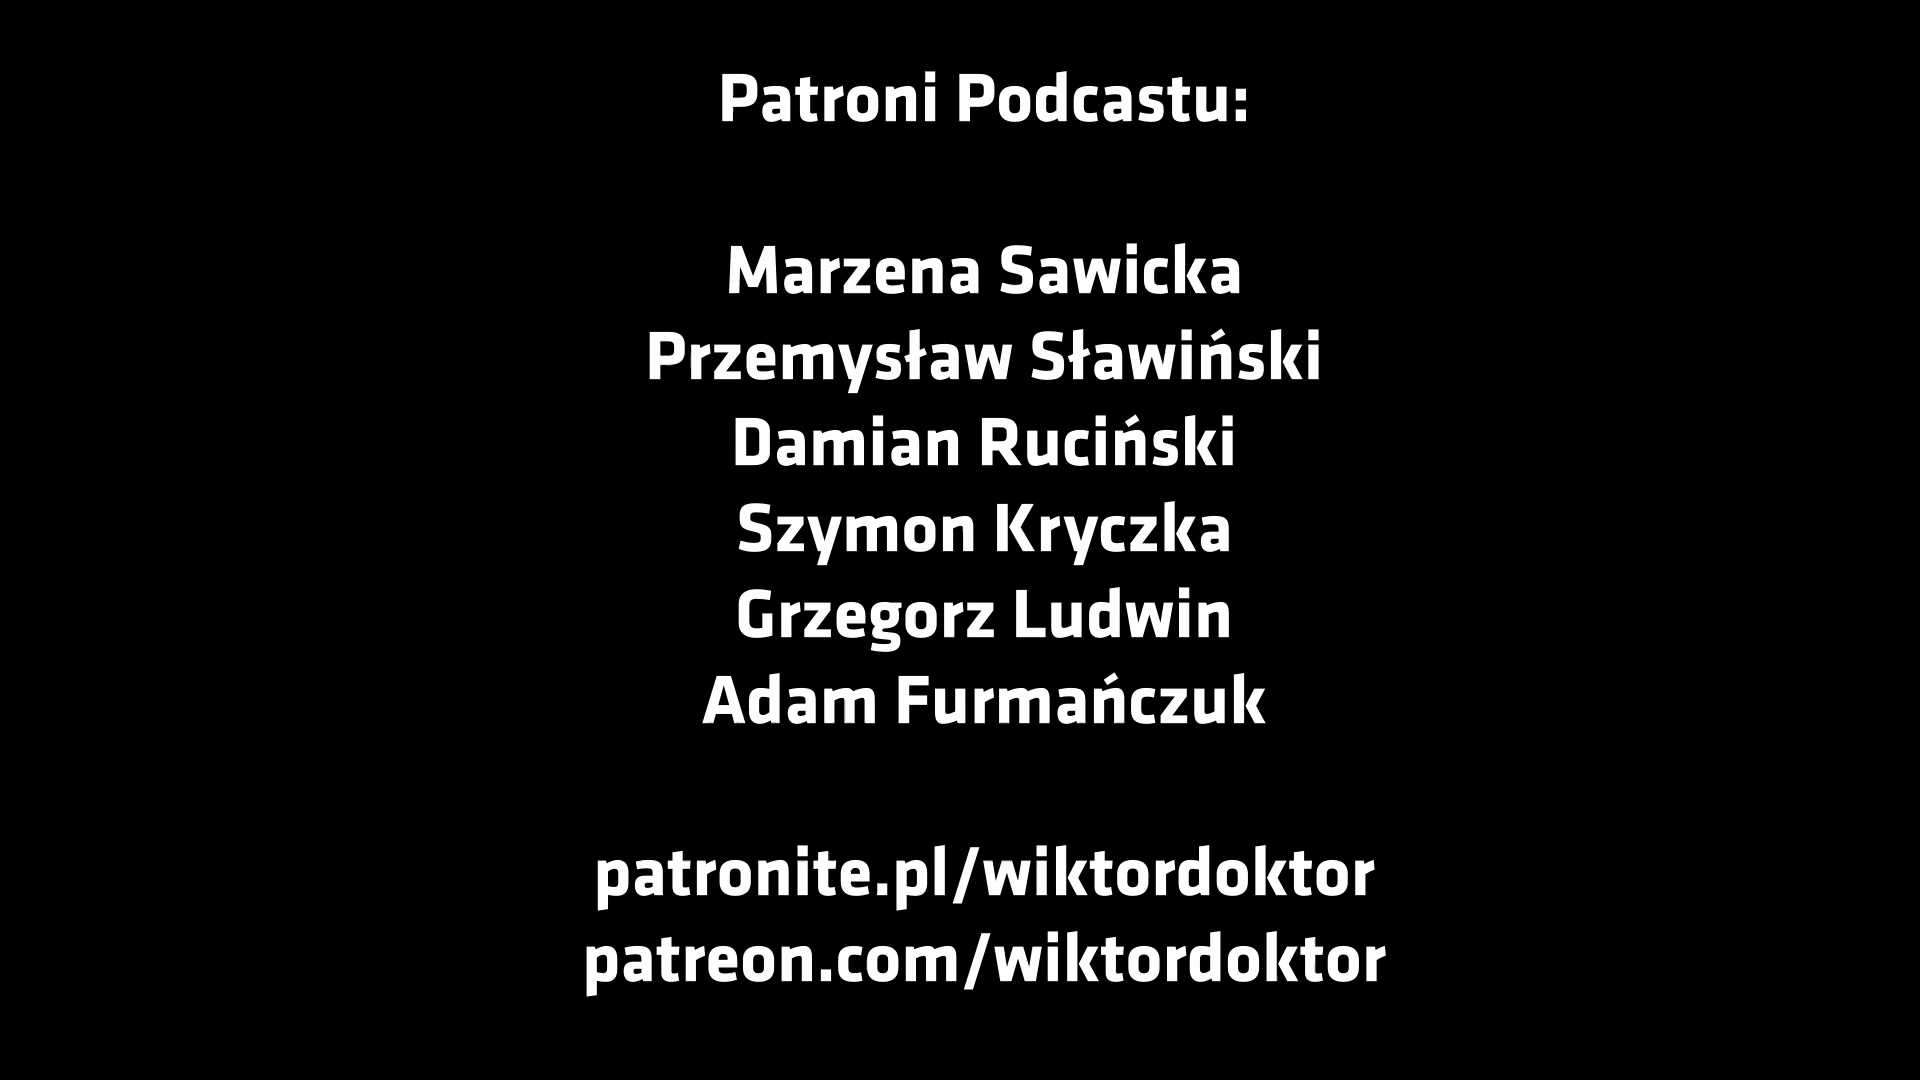 Patroni Podcastu:
Marzena Sawicka
Przemysław Sławiński
Damian Ruciński
Szymon Kryczka
Grzegorz Ludwin
Adam Furmańczuk
patronite.pl/wiktordoktor
patreon.com/wiktordoktor